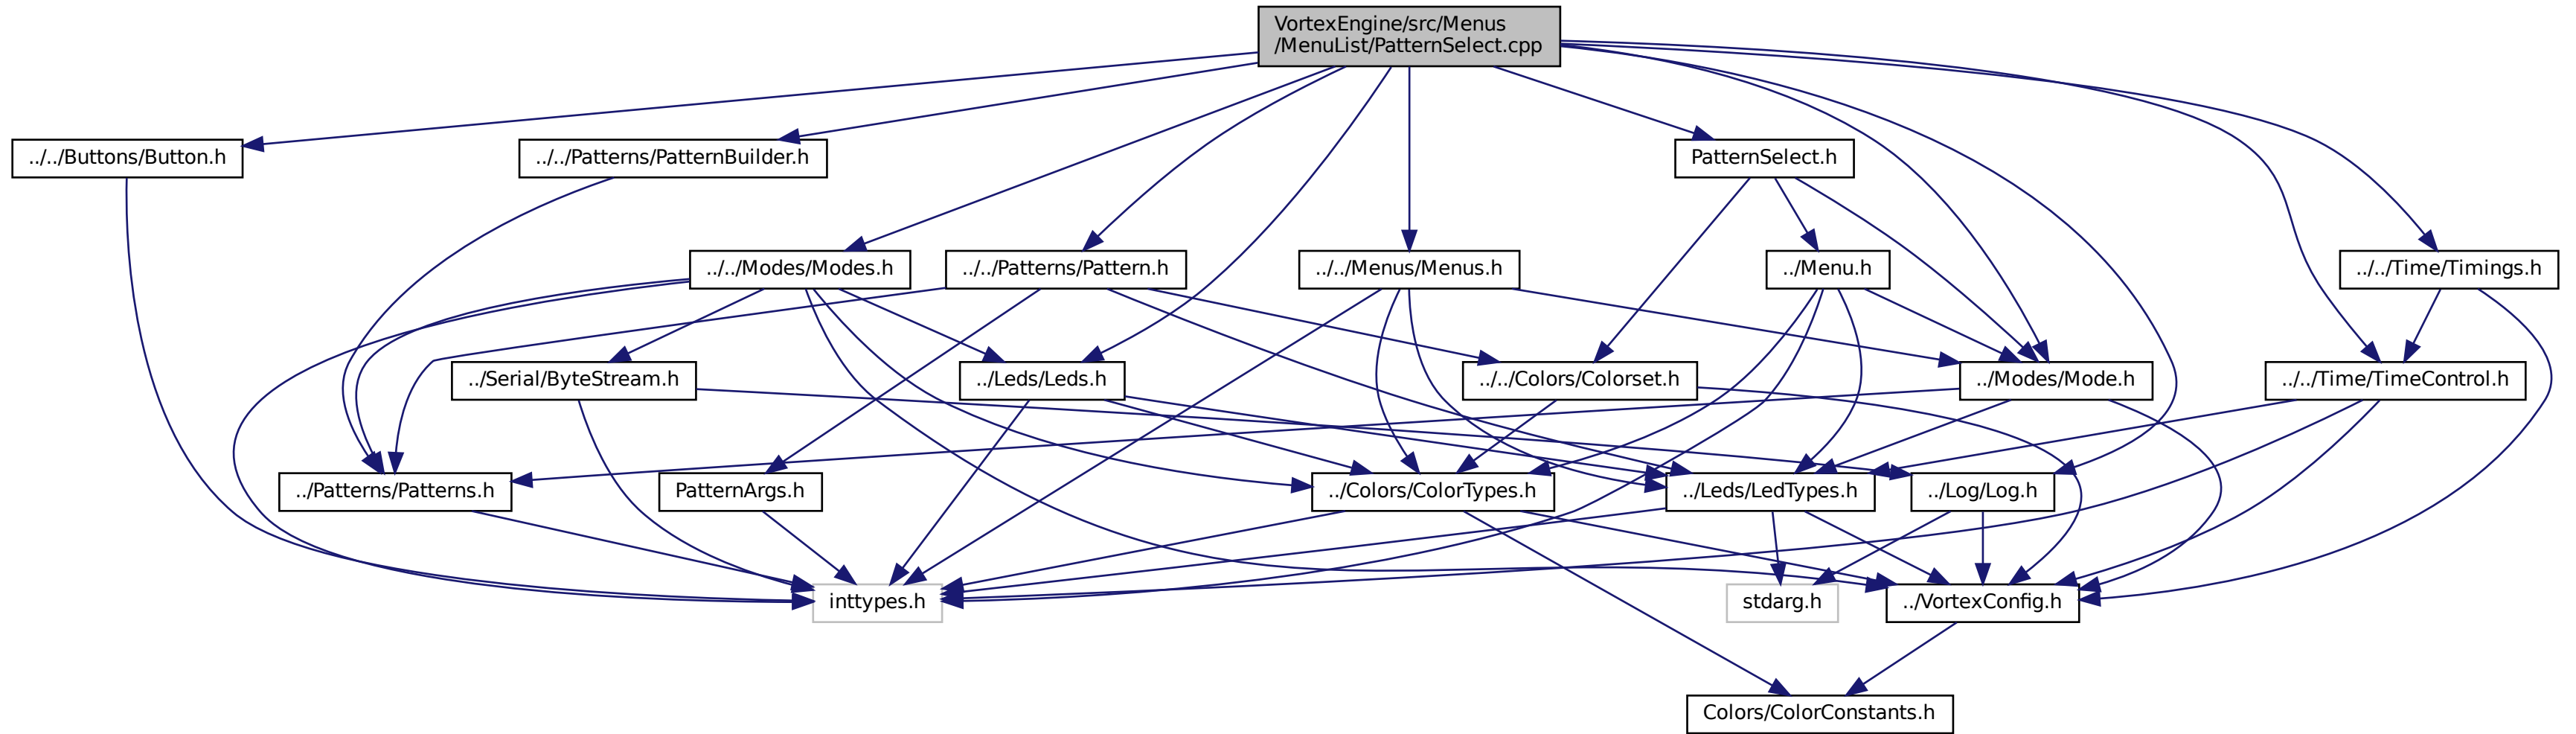 VortexEngine/src/Menus
/MenuList/PatternSelect.cpp
../../Buttons/Button.h
../../Patterns/PatternBuilder.h
PatternSelect.h
../../Modes/Modes.h
../../Patterns/Pattern.h
../../Menus/Menus.h
../Menu.h
../../Time/Timings.h
../Serial/ByteStream.h
../Leds/Leds.h
../../Colors/Colorset.h
../Modes/Mode.h
../../Time/TimeControl.h
../Patterns/Patterns.h
PatternArgs.h
../Colors/ColorTypes.h
../Leds/LedTypes.h
../Log/Log.h
inttypes.h
stdarg.h
../VortexConfig.h
Colors/ColorConstants.h